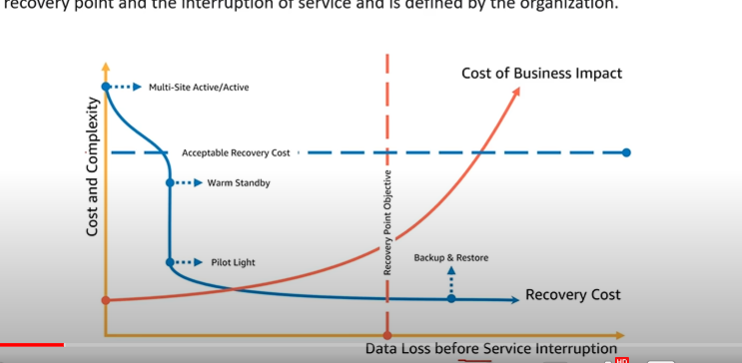 recovery point and the interruption of service and is defined by the organization.
Cost of Business Impact
Multi-Site Active/Active
Cost and Complexity
Acceptable Recovery Cost
Warm Standby
Recovery Point Objective
Pilot Light
Backup & Restore
Recovery Cost
Data Loss before Service Interruption
HD